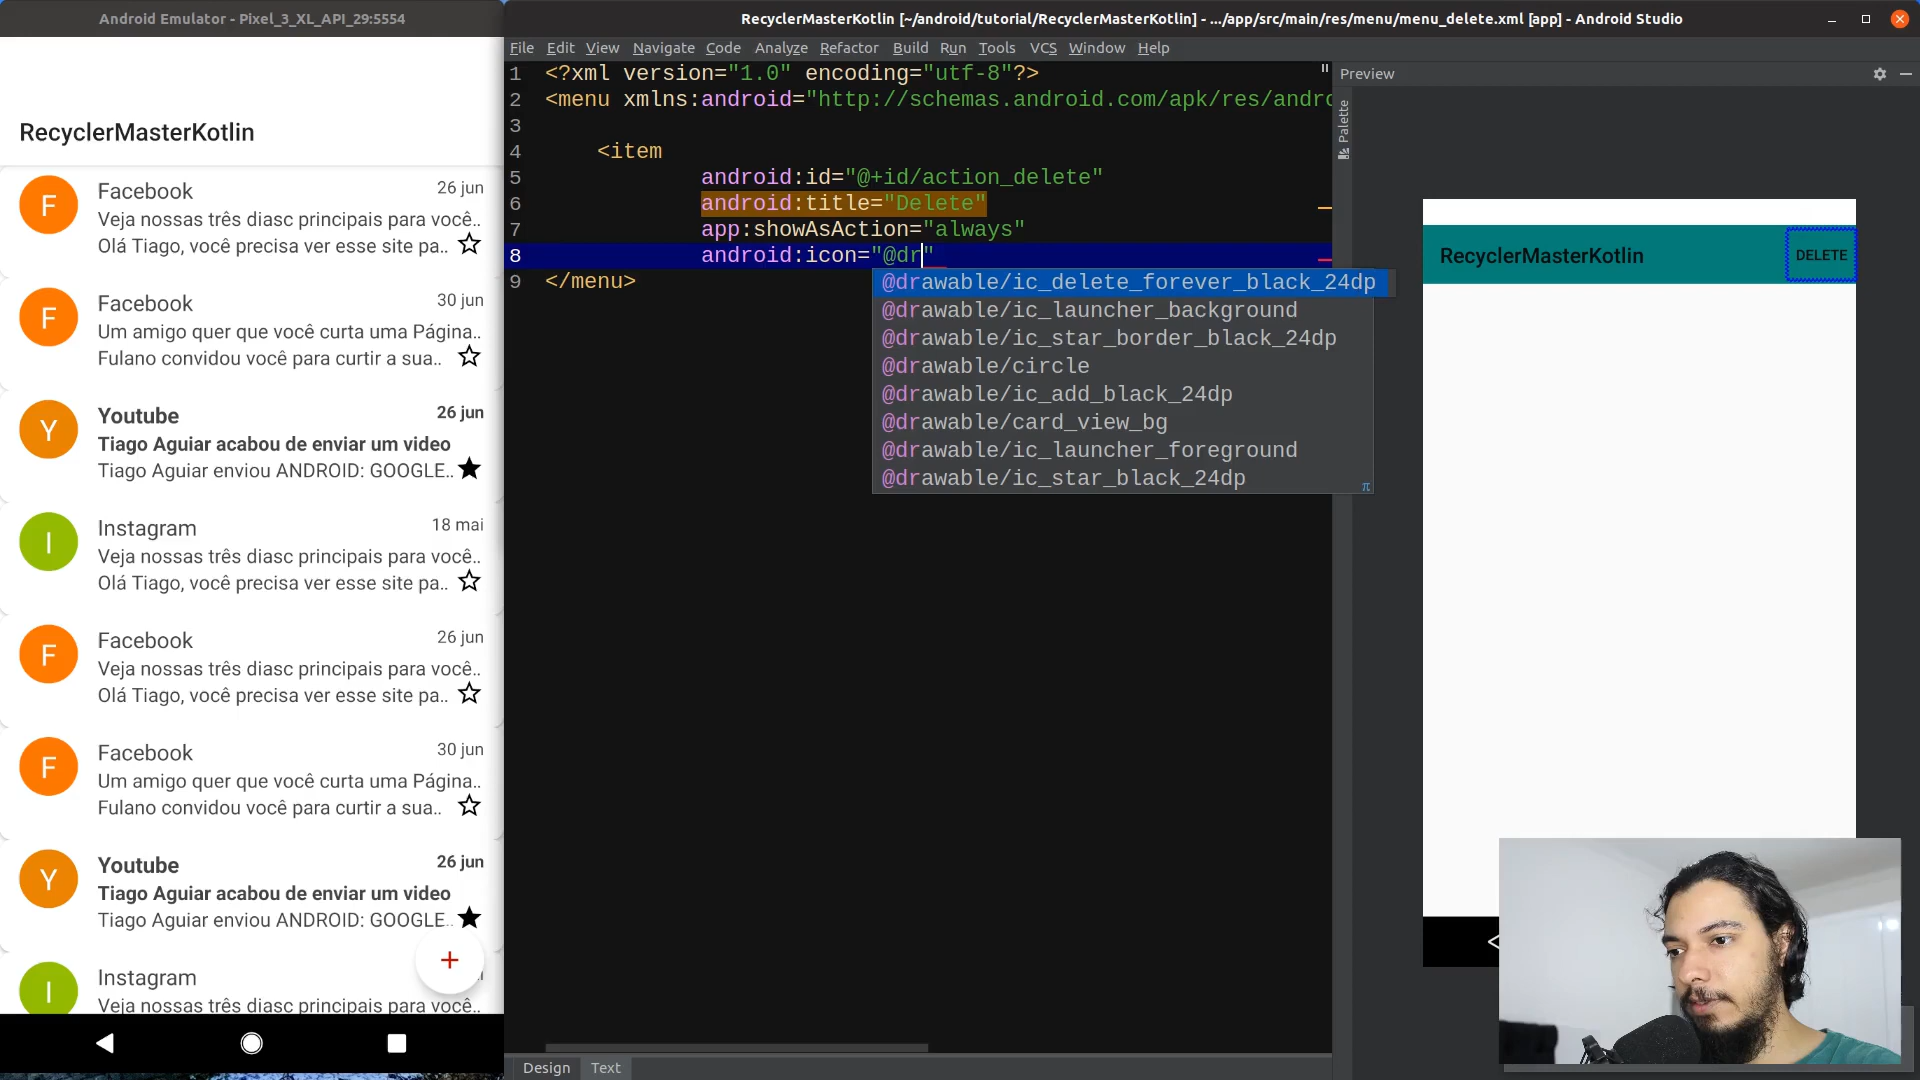 Android Emulator - Pixel_3_XL_API_29:5554
RecyclerMasterKotlin [~/android/tutorial/RecyclerMasterKotlin] - .../app/src/main/res/menu/menu_delete.xml [app] - Android Studio
File Edit View Navigate Code Analyze Refactor Build Run Tools VCS Window Help
RecyclerMasterKotlin
F
Facebook
26 jun
Veja nossas três diasc principais para você..
Olá Tiago, você precisa ver esse site pa..
F
Facebook
30 jun
Um amigo quer que você curta uma Página..
Fulano convidou você para curtir a sua..
Y
Youtube
26 jun
Tiago Aguiar acabou de enviar um video
Tiago Aguiar enviou ANDROID: GOOGLE..
I
Instagram
18 mai
Veja nossas três diasc principais para você..
Olá Tiago, você precisa ver esse site pa..
F
Facebook
26 jun
Veja nossas três diasc principais para você..
Olá Tiago, você precisa ver esse site pa..
F
Facebook
30 jun
Um amigo quer que você curta uma Página..
Fulano convidou você para curtir a sua..
Y
Youtube
26 jun
Tiago Aguiar acabou de enviar um video
Tiago Aguiar enviou ANDROID: GOOGLE..
I
Instagram
Veja nossas três diasc principais para você..
+
1 <?xml version="1.0" encoding="utf-8"?>
2 <menu xmlns:android="http://schemas.android.com/apk/res/andro
3
4 <item
5 android:id="@+id/action_delete"
6 android:title="Delete"
7 app:showAsAction="always"
8 android:icon="@dr"
9 </menu>
@drawable/ic_delete_forever_black_24dp
@drawable/ic_launcher_background
@drawable/ic_star_border_black_24dp
@drawable/circle
@drawable/ic_add_black_24dp
@drawable/card_view_bg
@drawable/ic_launcher_foreground
@drawable/ic_star_black_24dp
π
Design Text
Preview
Palette
RecyclerMasterKotlin
DELETE